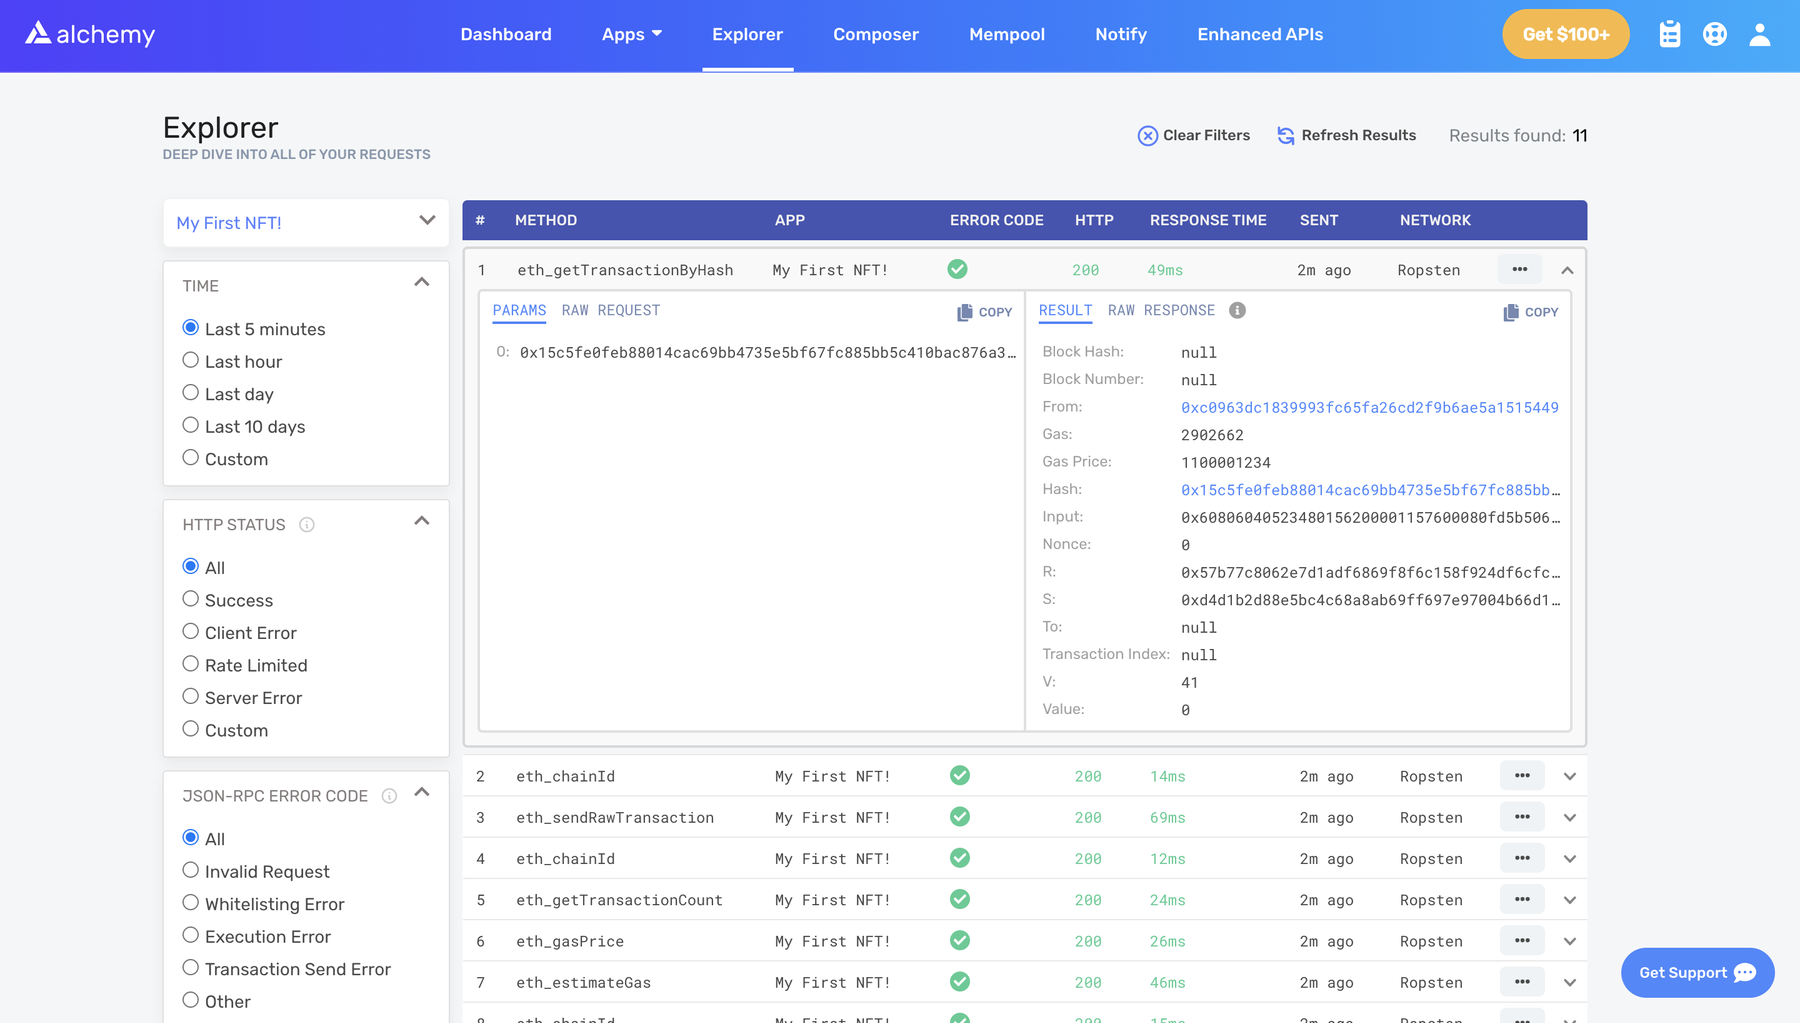 alchemy
Dashboard Apps Explorer Composer Mempool Notify Enhanced APIs Get $100+
Explorer
DEEP DIVE INTO ALL OF YOUR REQUESTS
Clear Filters Refresh Results Results found: 11
My First NFT!
TIME
Last 5 minutes
Last hour
Last day
Last 10 days
Custom
HTTP STATUS
All
Success
Client Error
Rate Limited
Server Error
Custom
JSON-RPC ERROR CODE
All
Invalid Request
Whitelisting Error
Execution Error
Transaction Send Error
Other
# METHOD APP ERROR CODE HTTP RESPONSE TIME SENT NETWORK
1 eth_getTransactionByHash My First NFT! 200 49ms 2m ago Ropsten
PARAMS RAW REQUEST COPY
0: 0x15c5fe0feb88014cac69bb4735e5bf67fc885bb5c410bac876a3…
RESULT RAW RESPONSE COPY
Block Hash: null
Block Number: null
From: 0xc0963dc1839993fc65fa26cd2f9b6ae5a1515449
Gas: 2902662
Gas Price: 1100001234
Hash: 0x15c5fe0feb88014cac69bb4735e5bf67fc885bb…
Input: 0x60806040523480156200001157600080fd5b506…
Nonce: 0
R: 0x57b77c8062e7d1adf6869f8f6c158f924df6cfc…
S: 0xd4d1b2d88e5bc4c68a8ab69ff697e97004b66d1…
To: null
Transaction Index: null
V: 41
Value: 0
2 eth_chainId My First NFT! 200 14ms 2m ago Ropsten
3 eth_sendRawTransaction My First NFT! 200 69ms 2m ago Ropsten
4 eth_chainId My First NFT! 200 12ms 2m ago Ropsten
5 eth_getTransactionCount My First NFT! 200 24ms 2m ago Ropsten
6 eth_gasPrice My First NFT! 200 26ms 2m ago Ropsten
7 eth_estimateGas My First NFT! 200 46ms 2m ago Ropsten
8 eth_chainId My First NFT! 200 15ms 2m ago Ropsten
Get Support